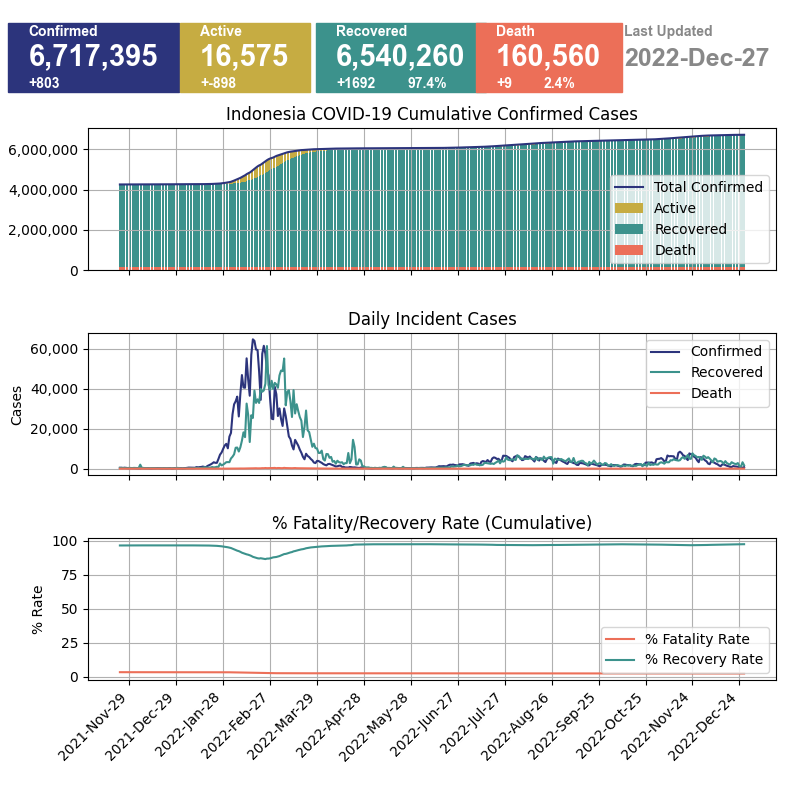 Confirmed
6,717,395
+803
Active
16,575
+-898
Recovered
6,540,260
+1692 97.4%
Death
160,560
+9 2.4%
Last Updated
2022-Dec-27
Indonesia COVID-19 Cumulative Confirmed Cases
6,000,000
4,000,000
2,000,000
0
Total Confirmed
Active
Recovered
Death
Daily Incident Cases
Cases
60,000
40,000
20,000
0
Confirmed
Recovered
Death
% Fatality/Recovery Rate (Cumulative)
% Rate
100
75
50
25
0
% Fatality Rate
% Recovery Rate
2021-Nov-29
2021-Dec-29
2022-Jan-28
2022-Feb-27
2022-Mar-29
2022-Apr-28
2022-May-28
2022-Jun-27
2022-Jul-27
2022-Aug-26
2022-Sep-25
2022-Oct-25
2022-Nov-24
2022-Dec-24